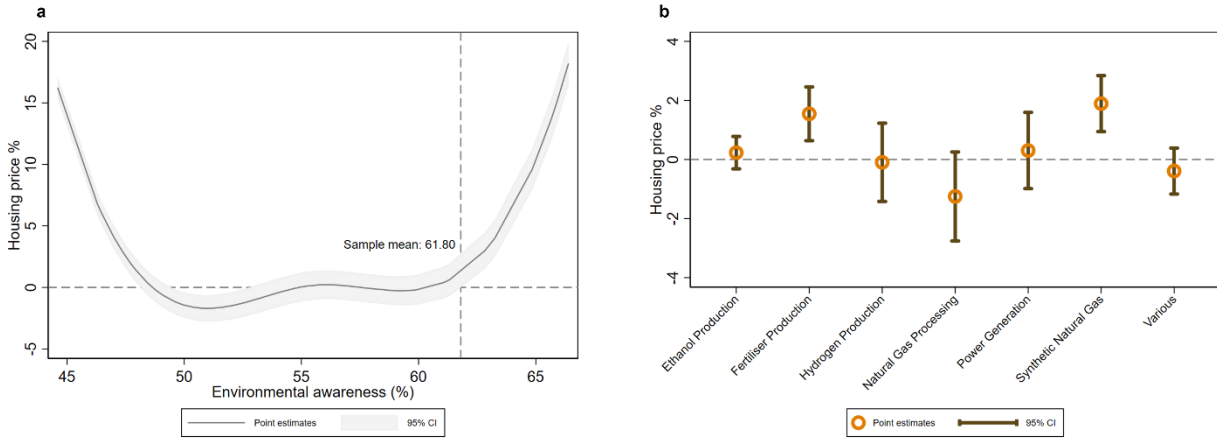 a
Housing price %
20
15
10
5
0
-5
Sample mean: 61.80
45 50 55 60 65
Environmental awareness (%)
Point estimates 95% CI
b
Housing price %
4
2
0
-2
-4
Ethanol Production
Fertiliser Production
Hydrogen Production
Natural Gas Processing
Power Generation
Synthetic Natural Gas
Various
Point estimates 95% CI